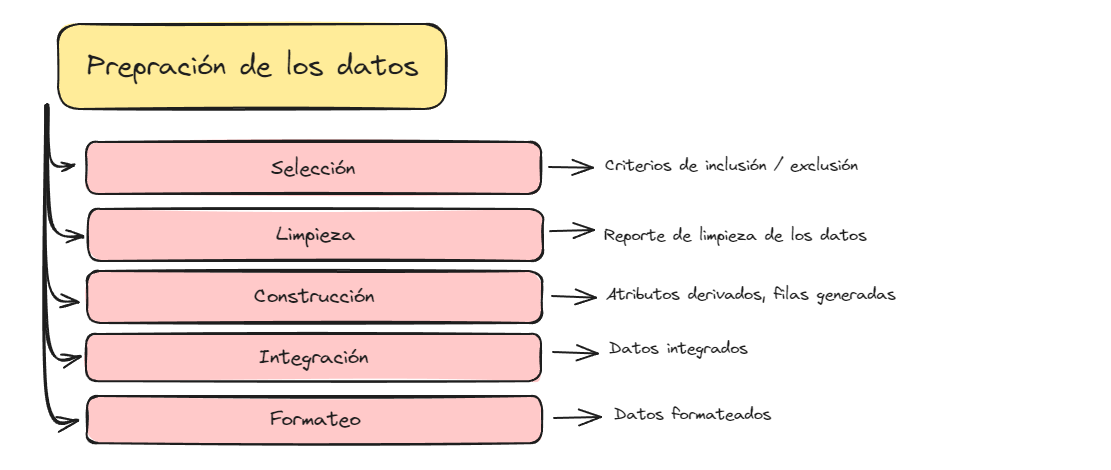 Prepración de los datos
Selección
Criterios de inclusión / exclusión
Limpieza
Reporte de limpieza de los datos
Construcción
Atributos derivados, filas generadas
Integración
Datos integrados
Formateo
Datos formateados